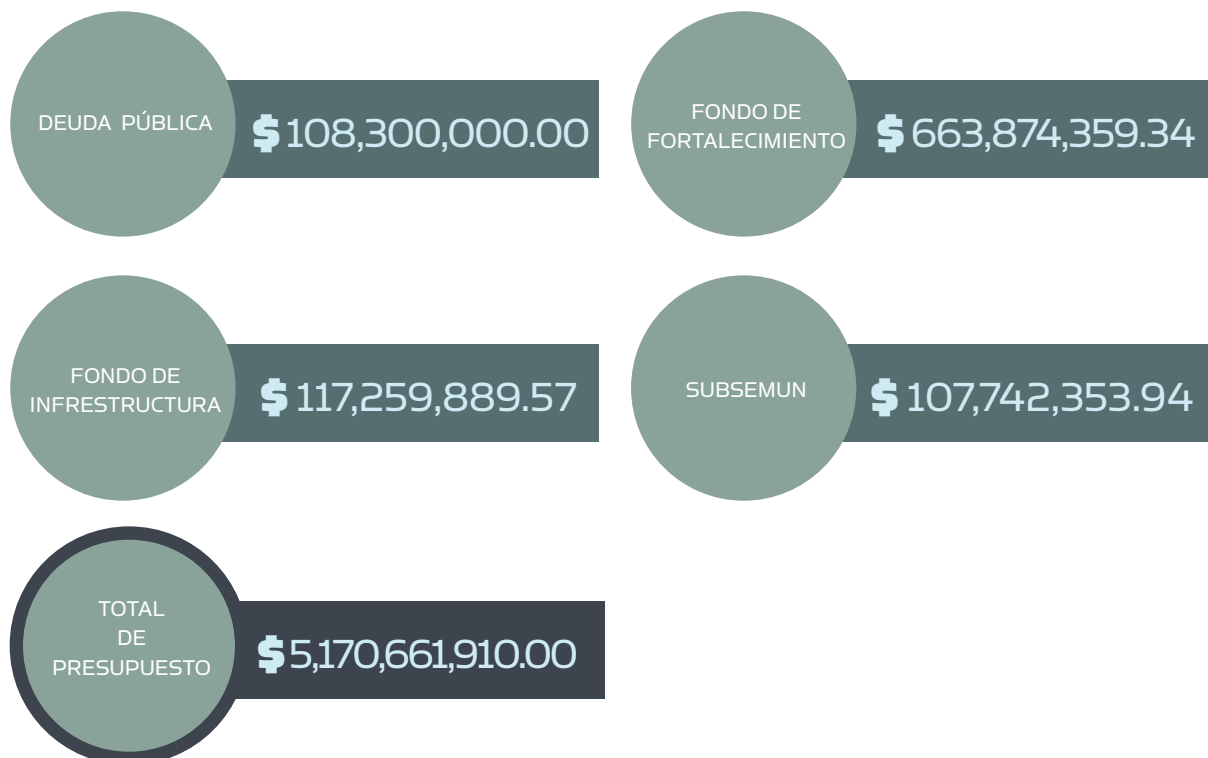 DEUDA PÚBLICA
$ 108,300,000.00
FONDO DE
FORTALECIMIENTO
$ 663,874,359.34
FONDO DE
INFRESTRUCTURA
$ 117,259,889.57
SUBSEMUN
$ 107,742,353.94
TOTAL
DE
PRESUPUESTO
$ 5,170,661,910.00